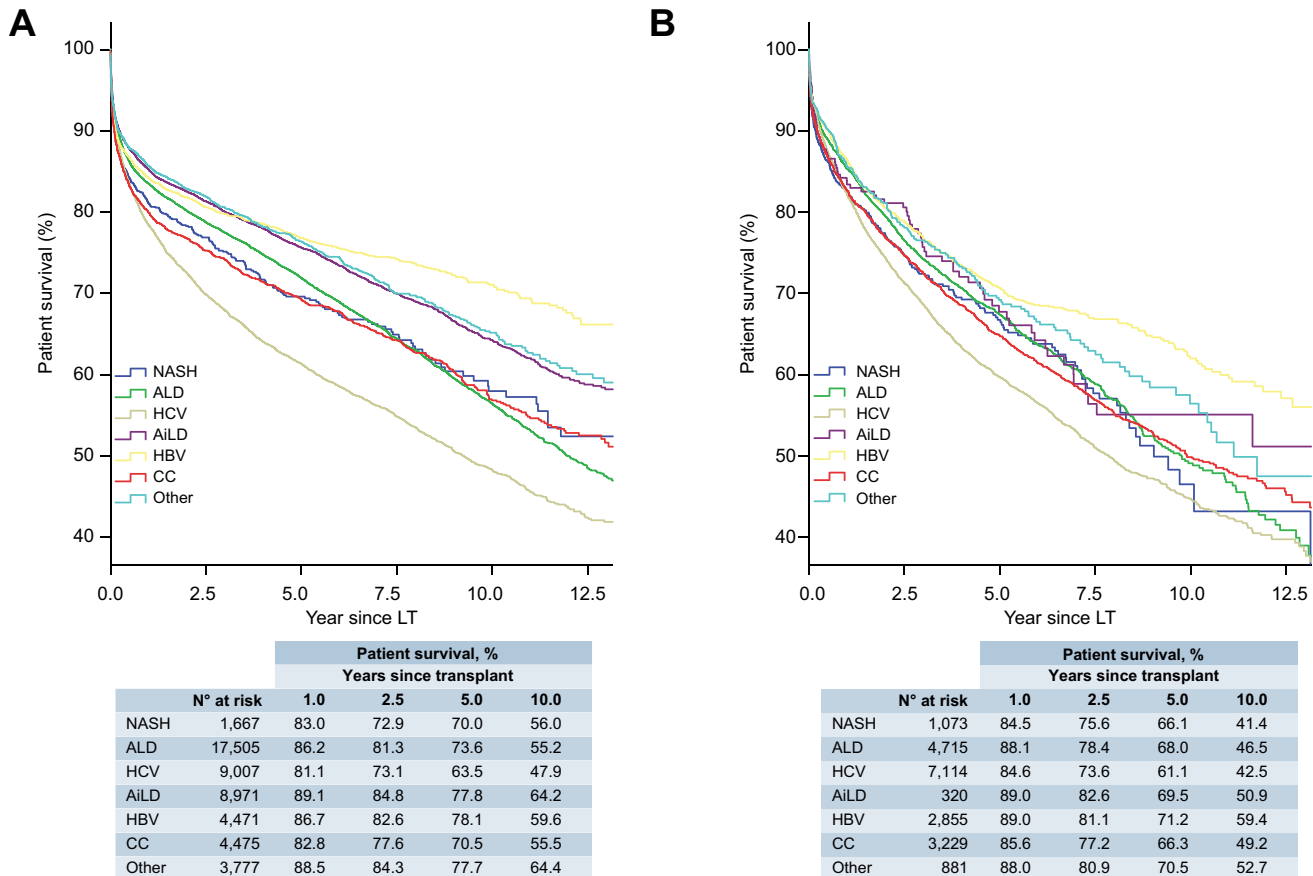 A
100
90
80
70
60
50
40
Patient survival (%)
NASH
ALD
HCV
AiLD
HBV
CC
Other
0.0 2.5 5.0 7.5 10.0 12.5
Year since LT
Patient survival, %
Years since transplant
N° at risk 1.0 2.5 5.0 10.0
NASH 1,667 83.0 72.9 70.0 56.0
ALD 17,505 86.2 81.3 73.6 55.2
HCV 9,007 81.1 73.1 63.5 47.9
AiLD 8,971 89.1 84.8 77.8 64.2
HBV 4,471 86.7 82.6 78.1 59.6
CC 4,475 82.8 77.6 70.5 55.5
Other 3,777 88.5 84.3 77.7 64.4
B
100
90
80
70
60
50
40
Patient survival (%)
NASH
ALD
HCV
AiLD
HBV
CC
Other
0.0 2.5 5.0 7.5 10.0 12.5
Year since LT
Patient survival, %
Years since transplant
N° at risk 1.0 2.5 5.0 10.0
NASH 1,073 84.5 75.6 66.1 41.4
ALD 4,715 88.1 78.4 68.0 46.5
HCV 7,114 84.6 73.6 61.1 42.5
AiLD 320 89.0 82.6 69.5 50.9
HBV 2,855 89.0 81.1 71.2 59.4
CC 3,229 85.6 77.2 66.3 49.2
Other 881 88.0 80.9 70.5 52.7